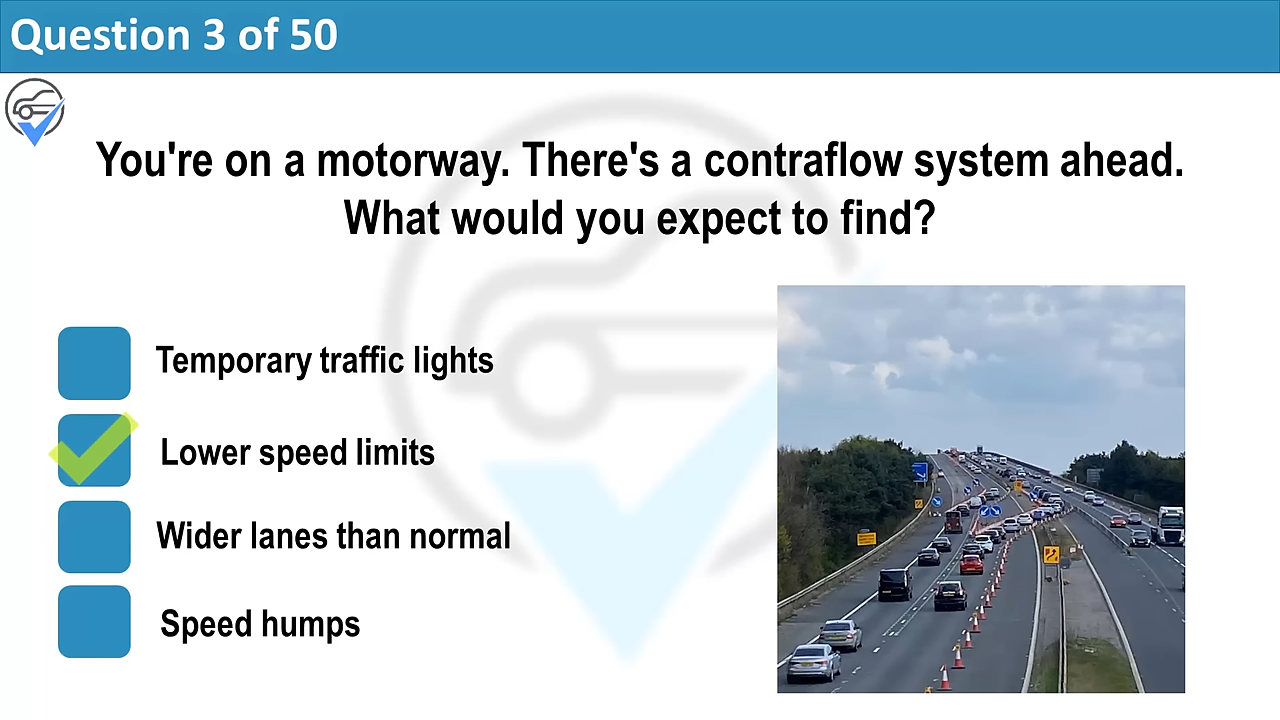 Question 3 of 50
You're on a motorway. There's a contraflow system ahead.
What would you expect to find?
Temporary traffic lights
Lower speed limits
Wider lanes than normal
Speed humps